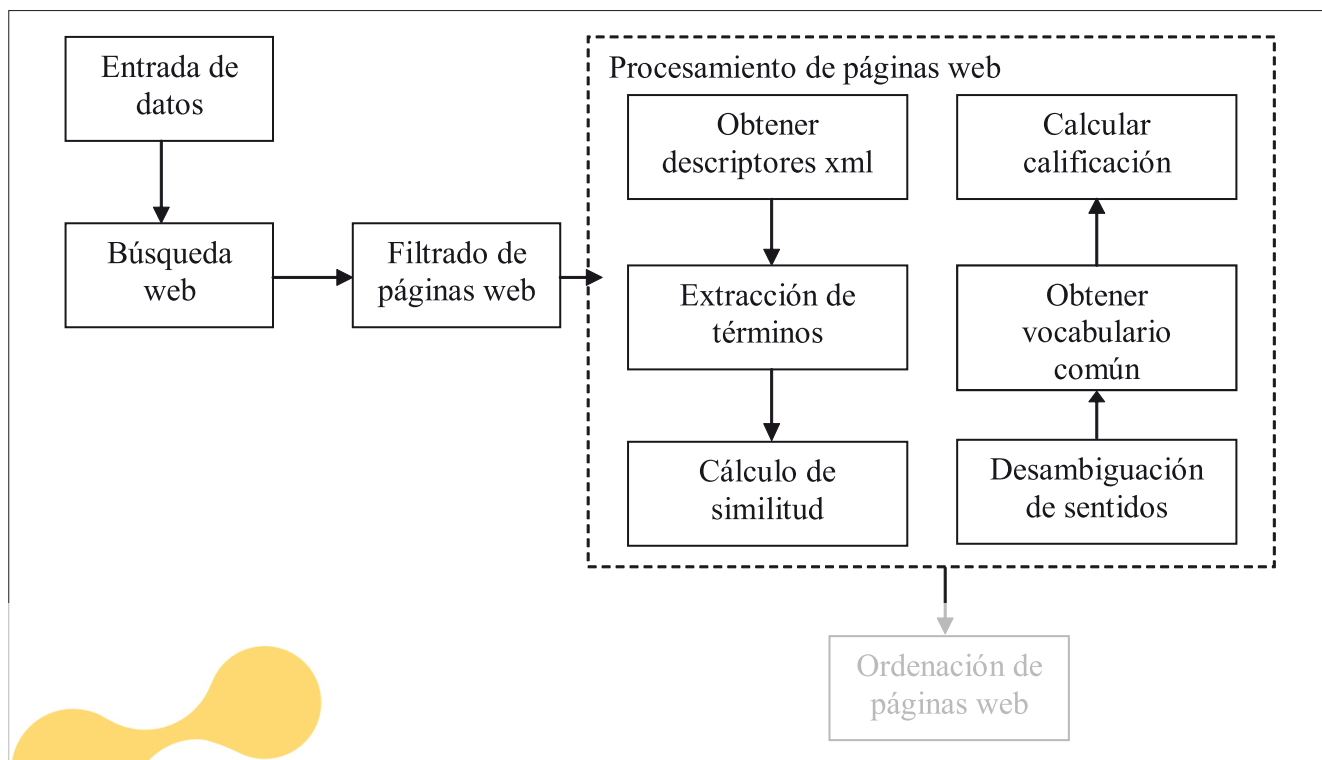 Entrada de
datos
Búsqueda
web
Filtrado de
páginas web
Procesamiento de páginas web
Obtener
descriptores xml
Extracción de
términos
Cálculo de
similitud
Calcular
calificación
Obtener
vocabulario
común
Desambiguación
de sentidos
Ordenación de
páginas web